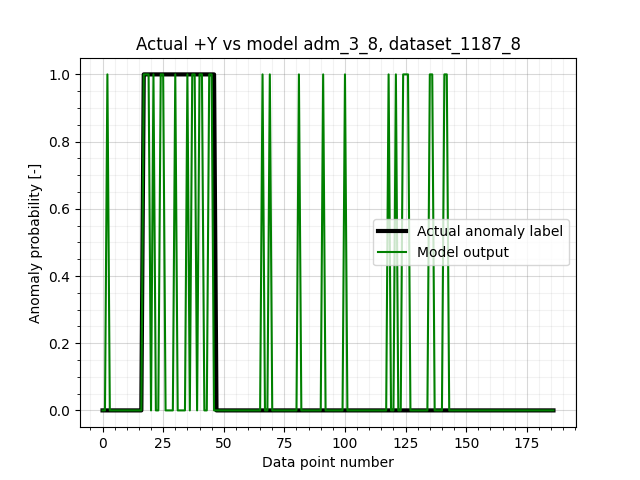 Actual +Y vs model adm_3_8, dataset_1187_8
1.0
0.8
0.6
0.4
0.2
0.0
Anomaly probability [-]
Actual anomaly label
Model output
0 25 50 75 100 125 150 175
Data point number